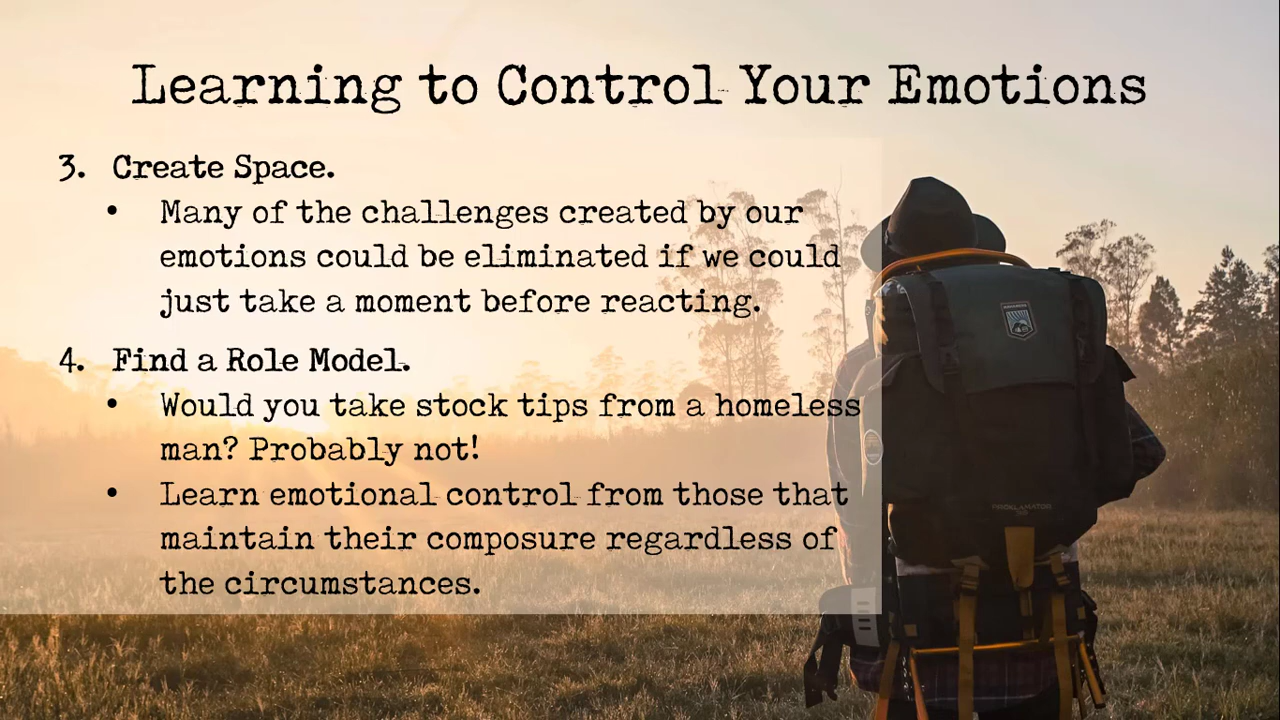 Learning to Control Your Emotions
3. Create Space.
• Many of the challenges created by our
emotions could be eliminated if we could
just take a moment before reacting.
4. Find a Role Model.
• Would you take stock tips from a homeless
man? Probably not!
• Learn emotional control from those that
maintain their composure regardless of
the circumstances.